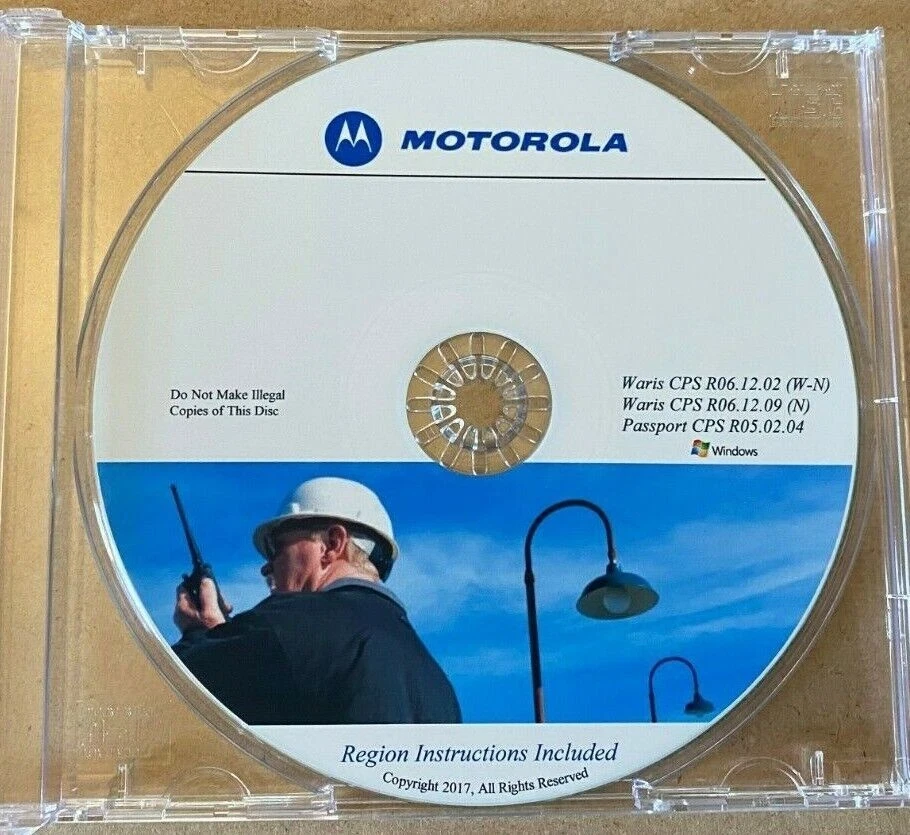 MOTOROLA
Do Not Make Illegal
Copies of This Disc
Waris CPS R06.12.02 (W-N)
Waris CPS R06.12.09 (N)
Passport CPS R05.02.04
Windows
Region Instructions Included
Copyright 2017, All Rights Reserved